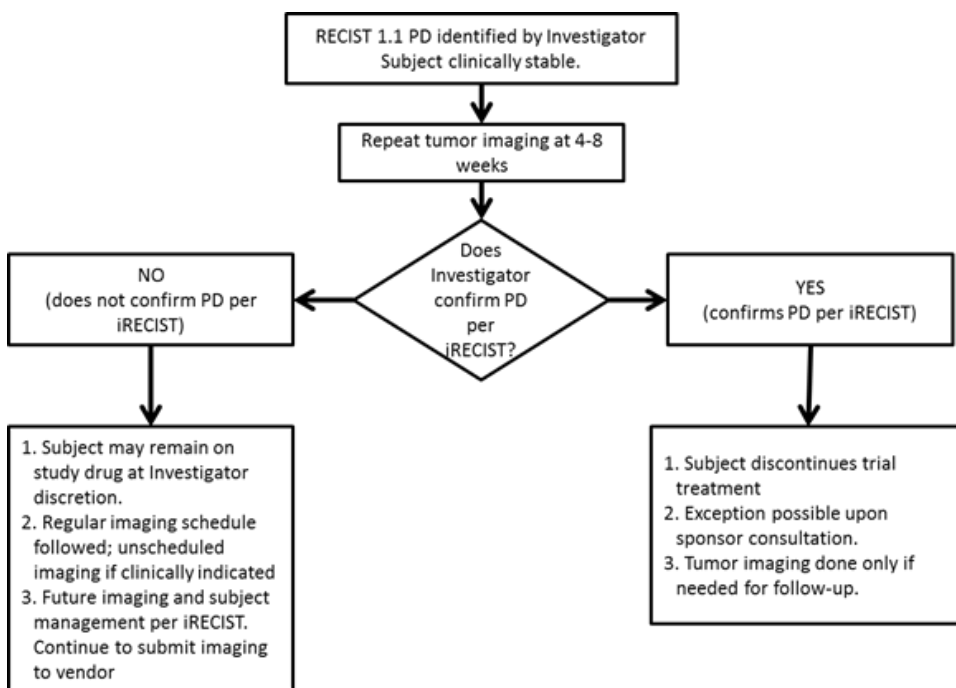 RECIST 1.1 PD identified by Investigator
Subject clinically stable.
Repeat tumor imaging at 4-8
weeks
Does
Investigator
confirm PD
per
iRECIST?
NO
(does not confirm PD per
iRECIST)
YES
(confirms PD per iRECIST)
1. Subject may remain on
study drug at Investigator
discretion.
2. Regular imaging schedule
followed; unscheduled
imaging if clinically indicated
3. Future imaging and subject
management per iRECIST.
Continue to submit imaging
to vendor
1. Subject discontinues trial
treatment
2. Exception possible upon
sponsor consultation.
3. Tumor imaging done only if
needed for follow-up.